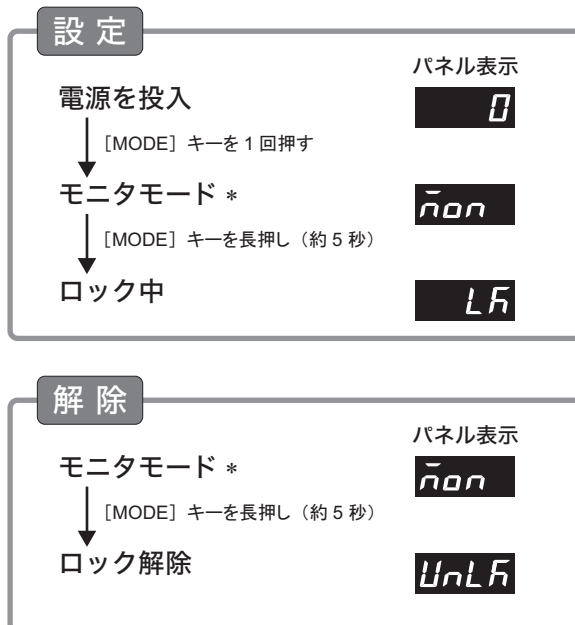 設 定
パネル表示
電源を投入
0
[MODE] キーを 1 回押す
モニタモード *
mon
[MODE] キーを長押し（約 5 秒）
ロック中
LK
解 除
パネル表示
モニタモード *
mon
[MODE] キーを長押し（約 5 秒）
ロック解除
UnLK